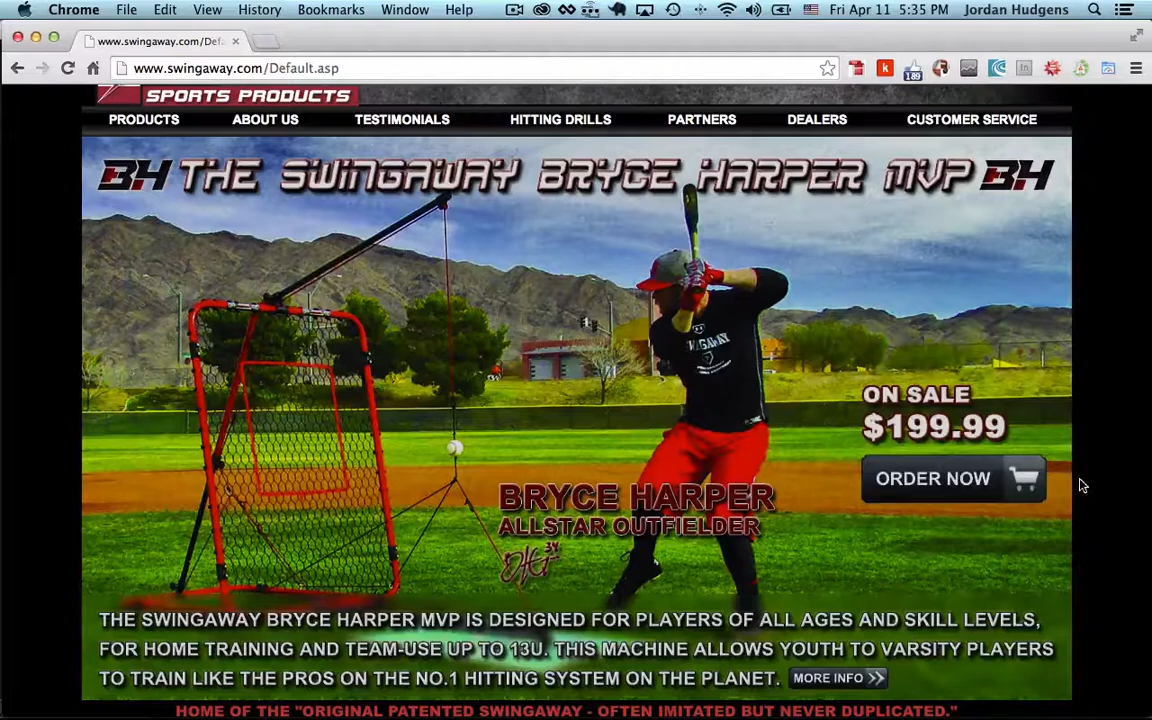 Chrome File Edit View History Bookmarks Window Help Fri Apr 11 5:35 PM Jordan Hudgens
www.swingaway.com/Def
www.swingaway.com/Default.asp
189
SPORTS PRODUCTS
PRODUCTS ABOUT US TESTIMONIALS HITTING DRILLS PARTNERS DEALERS CUSTOMER SERVICE
THE SWINGAWAY BRYCE HARPER MVP
ON SALE
$199.99
ORDER NOW
BRYCE HARPER
ALLSTAR OUTFIELDER
THE SWINGAWAY BRYCE HARPER MVP IS DESIGNED FOR PLAYERS OF ALL AGES AND SKILL LEVELS,
FOR HOME TRAINING AND TEAM-USE UP TO 13U. THIS MACHINE ALLOWS YOUTH TO VARSITY PLAYERS
TO TRAIN LIKE THE PROS ON THE NO.1 HITTING SYSTEM ON THE PLANET. MORE INFO
HOME OF THE "ORIGINAL PATENTED SWINGAWAY - OFTEN IMITATED BUT NEVER DUPLICATED."